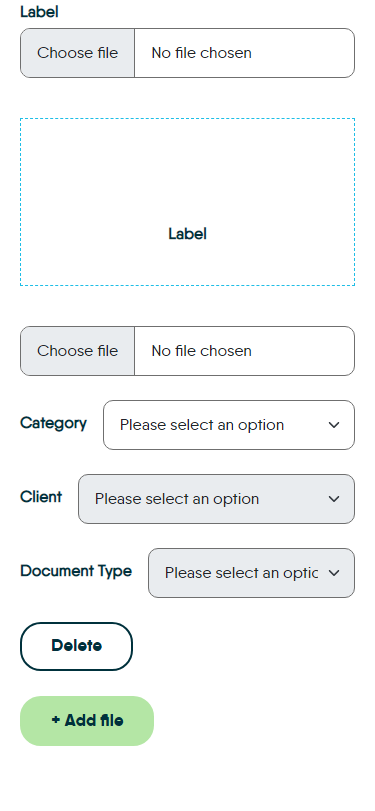 Label
Choose file No file chosen
Label
Choose file No file chosen
Category Please select an option
Client Please select an option
Document Type Please select an optic
Delete
+ Add file